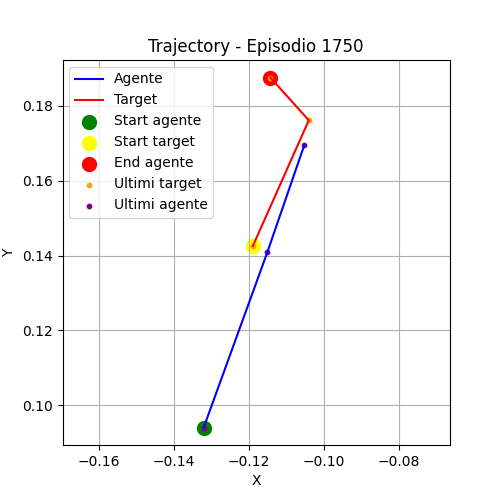 Trajectory - Episodio 1750
Agente
Target
Start agente
Start target
End agente
Ultimi target
Ultimi agente
0.18
0.16
0.14
0.12
0.10
Y
−0.16 −0.14 −0.12 −0.10 −0.08
X